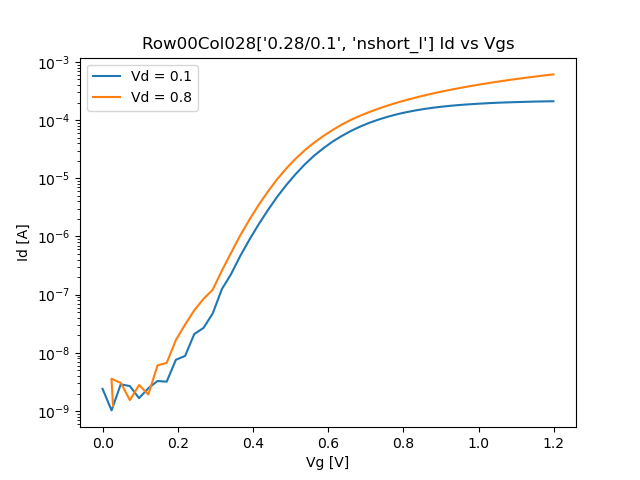 Row00Col028['0.28/0.1', 'nshort_l'] Id vs Vgs
Vd = 0.1
Vd = 0.8
Id [A]
10⁻³
10⁻⁴
10⁻⁵
10⁻⁶
10⁻⁷
10⁻⁸
10⁻⁹
0.0 0.2 0.4 0.6 0.8 1.0 1.2
Vg [V]